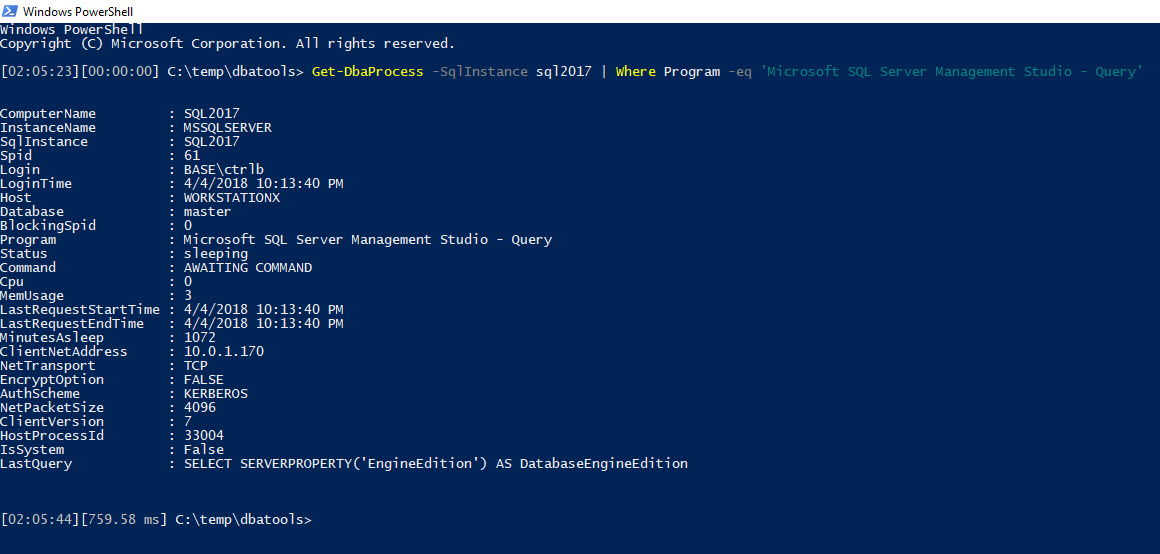 Windows PowerShell
Windows PowerShell
Copyright (C) Microsoft Corporation. All rights reserved.
[02:05:23][00:00:00] C:\temp\dbatools> Get-DbaProcess -SqlInstance sql2017 | Where Program -eq 'Microsoft SQL Server Management Studio - Query'
ComputerName : SQL2017
InstanceName : MSSQLSERVER
SqlInstance : SQL2017
Spid : 61
Login : BASE\ctrlb
LoginTime : 4/4/2018 10:13:40 PM
Host : WORKSTATIONX
Database : master
BlockingSpid : 0
Program : Microsoft SQL Server Management Studio - Query
Status : sleeping
Command : AWAITING COMMAND
Cpu : 0
MemUsage : 3
LastRequestStartTime : 4/4/2018 10:13:40 PM
LastRequestEndTime : 4/4/2018 10:13:40 PM
MinutesAsleep : 1072
ClientNetAddress : 10.0.1.170
NetTransport : TCP
EncryptOption : FALSE
AuthScheme : KERBEROS
NetPacketSize : 4096
ClientVersion : 7
HostProcessId : 33004
IsSystem : False
LastQuery : SELECT SERVERPROPERTY('EngineEdition') AS DatabaseEngineEdition
[02:05:44][759.58 ms] C:\temp\dbatools>